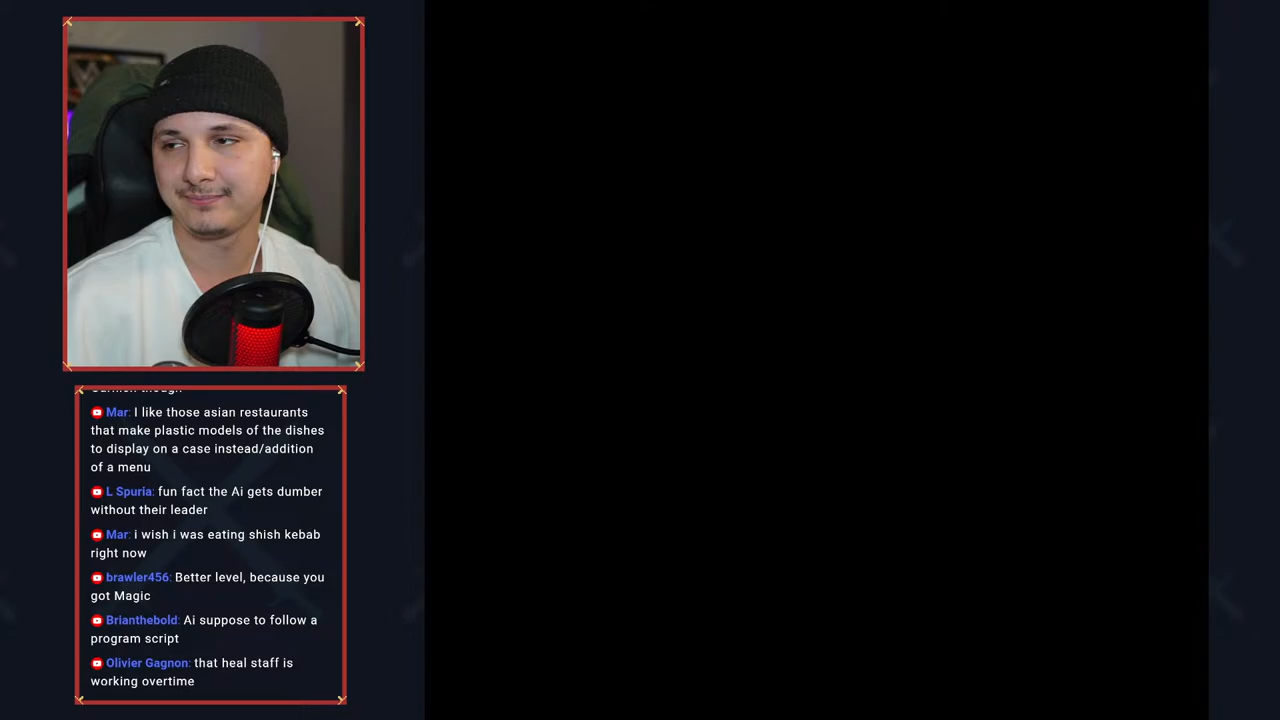 Mar: I like those asian restaurants
that make plastic models of the dishes
to display on a case instead/addition
of a menu
L Spuria: fun fact the Ai gets dumber
without their leader
Mar: i wish i was eating shish kebab
right now
brawler456: Better level, because you
got Magic
Brianthebold: Ai suppose to follow a
program script
Olivier Gagnon: that heal staff is
working overtime